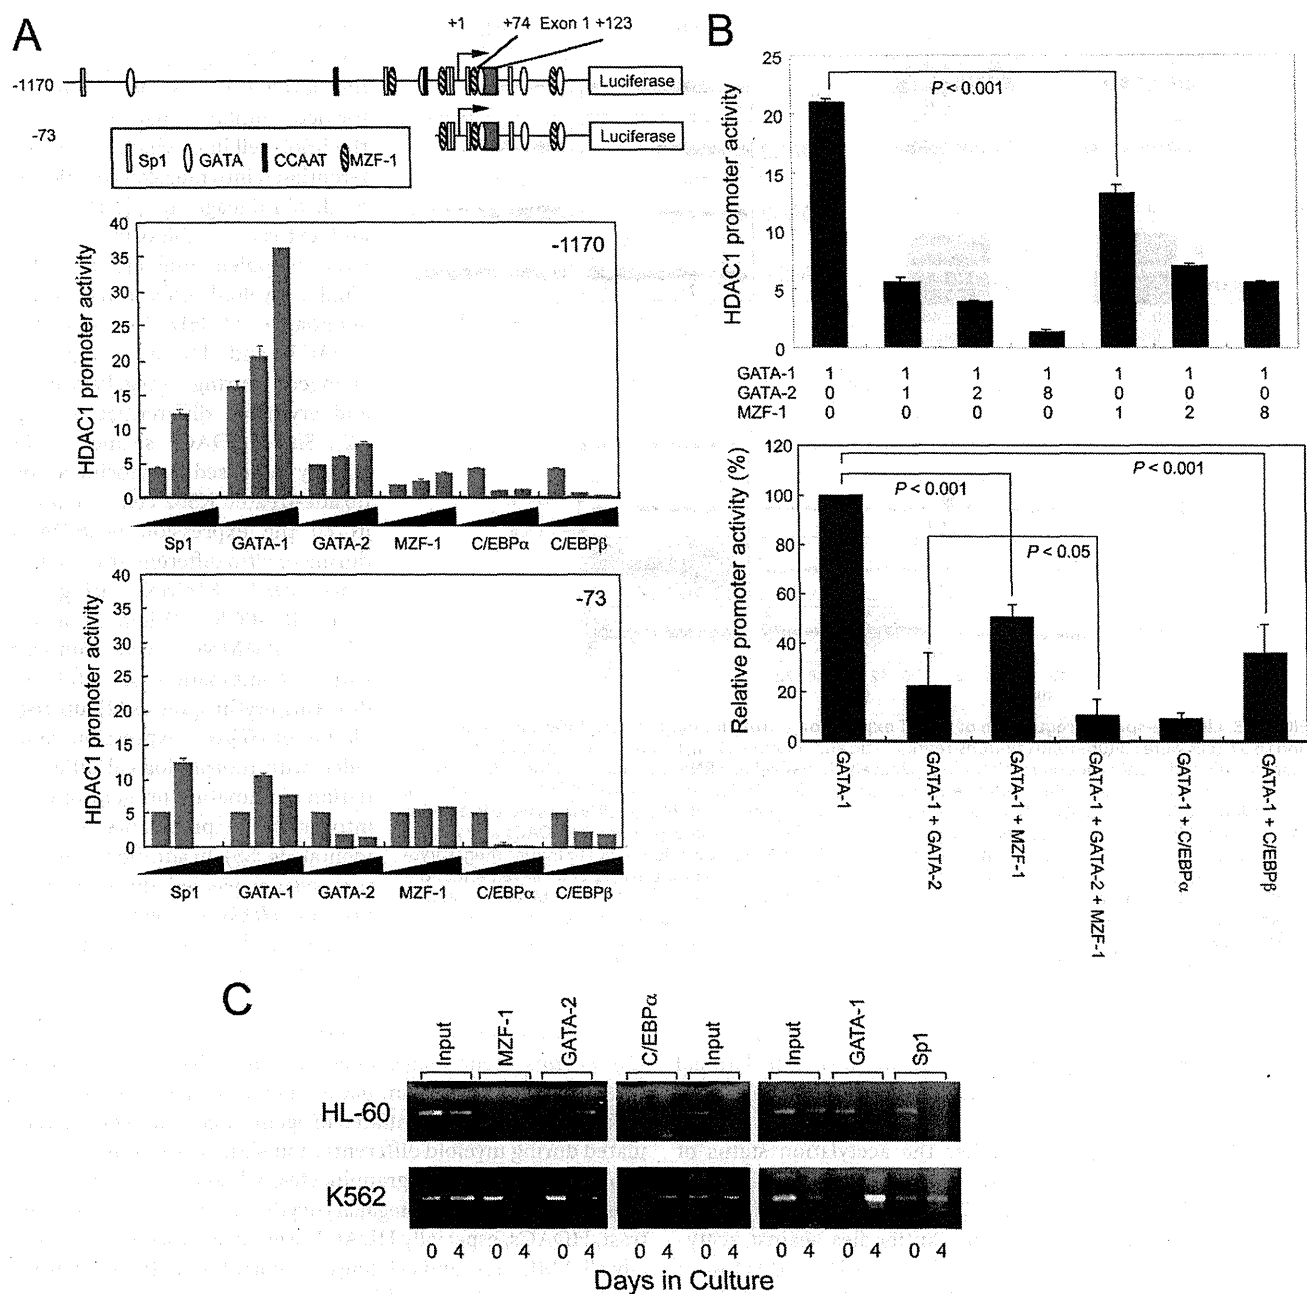 A
+1
+74 Exon 1 +123
-1170
Luciferase
-73
Luciferase
Sp1 GATA CCAAT MZF-1
HDAC1 promoter activity
40
35
30
25
20
15
10
5
0
-1170
Sp1 GATA-1 GATA-2 MZF-1 C/EBPα C/EBPβ
HDAC1 promoter activity
40
35
30
25
20
15
10
5
0
-73
Sp1 GATA-1 GATA-2 MZF-1 C/EBPα C/EBPβ
B
HDAC1 promoter activity
25
20
15
10
5
0
P < 0.001
GATA-1 1 1 1 1 1 1 1
GATA-2 0 1 2 8 0 0 0
MZF-1 0 0 0 0 1 2 8
Relative promoter activity (%)
120
100
80
60
40
20
0
P < 0.001
P < 0.001
P < 0.05
GATA-1
GATA-1 + GATA-2
GATA-1 + MZF-1
GATA-1 + GATA-2 + MZF-1
GATA-1 + C/EBPα
GATA-1 + C/EBPβ
C
Input MZF-1 GATA-2 C/EBPα Input Input GATA-1 Sp1
HL-60
K562
0 4 0 4 0 4 0 4 0 4 0 4 0 4 0 4
Days in Culture